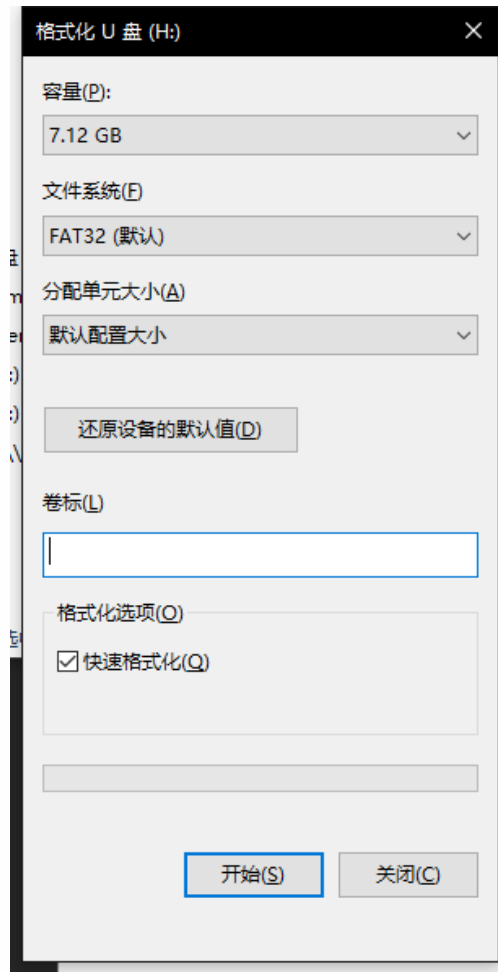 格式化 U 盘 (H:)
容量(P):
7.12 GB
文件系统(F)
FAT32 (默认)
分配单元大小(A)
默认配置大小
还原设备的默认值(D)
卷标(L)
格式化选项(O)
快速格式化(Q)
开始(S)
关闭(C)